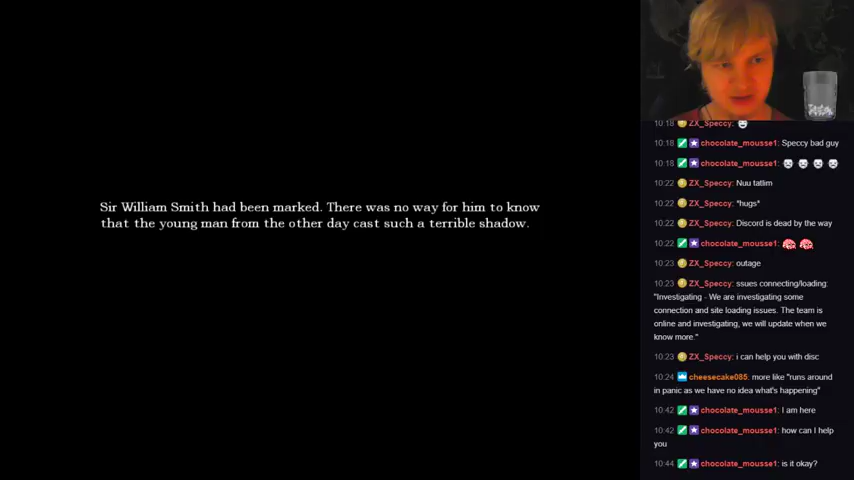 Sir William Smith had been marked. There was no way for him to know
that the young man from the other day cast such a terrible shadow.
10:18 ZX_Speccy:
10:18 chocolate_mousse1: Speccy bad guy
10:18 chocolate_mousse1:
10:22 ZX_Speccy: Nuu tatlim
10:22 ZX_Speccy: *hugs*
10:22 ZX_Speccy: Discord is dead by the way
10:22 chocolate_mousse1:
10:23 ZX_Speccy: outage
10:23 ZX_Speccy: ssues connecting/loading:
"Investigating - We are investigating some
connection and site loading issues. The team is
online and investigating, we will update when we
know more."
10:23 ZX_Speccy: i can help you with disc
10:24 cheesecake085: more like "runs around
in panic as we have no idea what's happening"
10:42 chocolate_mousse1: I am here
10:42 chocolate_mousse1: how can I help
you
10:44 chocolate_mousse1: is it okay?